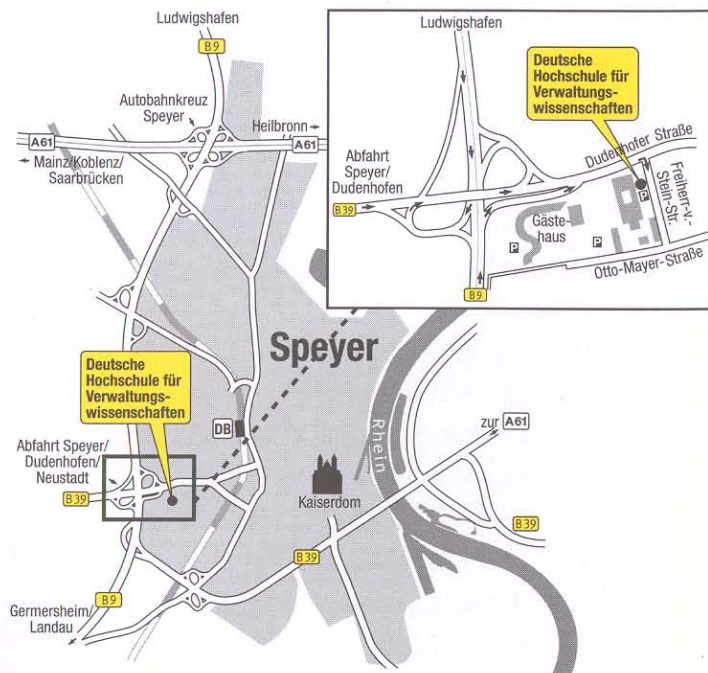 Ludwigshafen
B9
Autobahnkreuz
Speyer
A61
Heilbronn
A61
Mainz/Koblenz/
Saarbrücken
Speyer
Deutsche
Hochschule für
Verwaltungs-
wissenschaften
DB
Abfahrt Speyer/
Dudenhofen/
Neustadt
B39
Kaiserdom
Rhein
zur A61
B39
B39
B9
Germersheim/
Landau
Ludwigshafen
Deutsche
Hochschule für
Verwaltungs-
wissenschaften
Dudenhofer Straße
Abfahrt
Speyer/
Dudenhofen
B39
Gäste-
haus
P
P
P
Freiherr-v.-
Stein-Str.
Otto-Mayer-Straße
B9